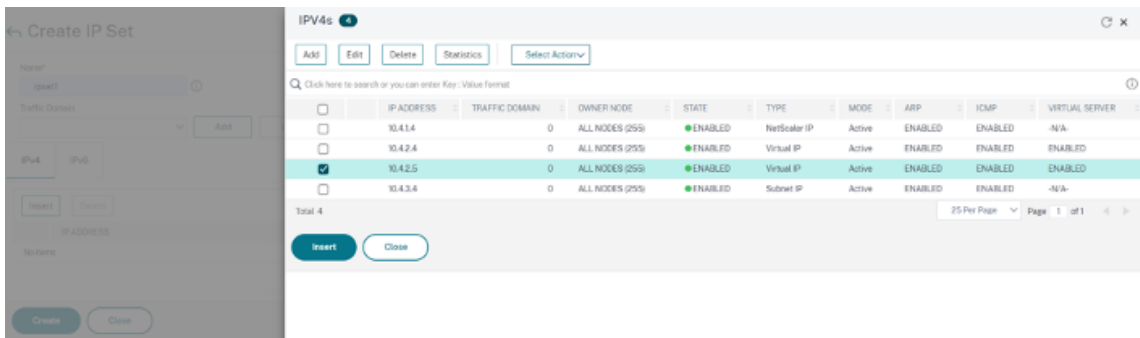 Create IP Set
Name*
ipset1
Traffic Domain
Add
IPv4 IPv6
Insert Delete
IP ADDRESS
No items
Create Close
IPV4s 4
Add Edit Delete Statistics Select Action
Click here to search or you can enter Key : Value format
IP ADDRESS TRAFFIC DOMAIN OWNER NODE STATE TYPE MODE ARP ICMP VIRTUAL SERVER
10.4.1.4 0 ALL NODES (255) ENABLED NetScaler IP Active ENABLED ENABLED -N/A-
10.4.2.4 0 ALL NODES (255) ENABLED Virtual IP Active ENABLED ENABLED ENABLED
10.4.2.5 0 ALL NODES (255) ENABLED Virtual IP Active ENABLED ENABLED ENABLED
10.4.3.4 0 ALL NODES (255) ENABLED Subnet IP Active ENABLED ENABLED -N/A-
Total 4
25 Per Page Page 1 of 1
Insert Close